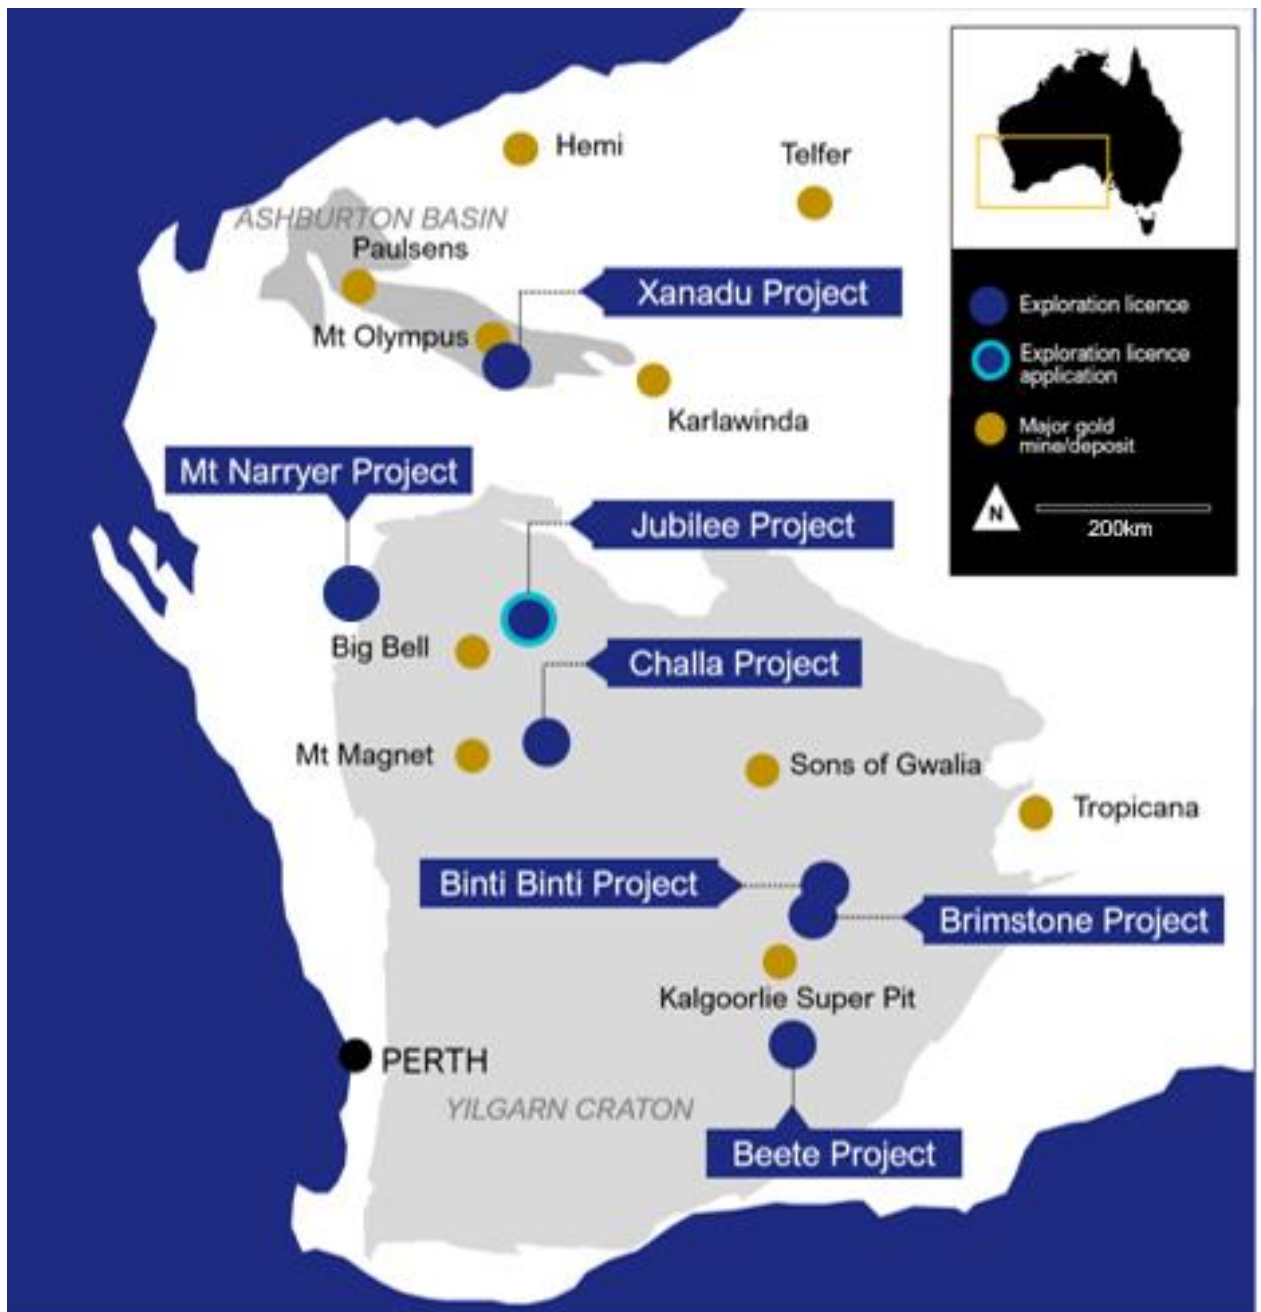 Hemi
Telfer
ASHBURTON BASIN
Paulsens
Xanadu Project
Mt Olympus
Karlawinda
Mt Narryer Project
Jubilee Project
Big Bell
Challa Project
Mt Magnet
Sons of Gwalia
Tropicana
Binti Binti Project
Brimstone Project
Kalgoorlie Super Pit
PERTH
YILGARN CRATON
Beete Project
Exploration licence
Exploration licence
application
Major gold
mine/deposit
N
200km